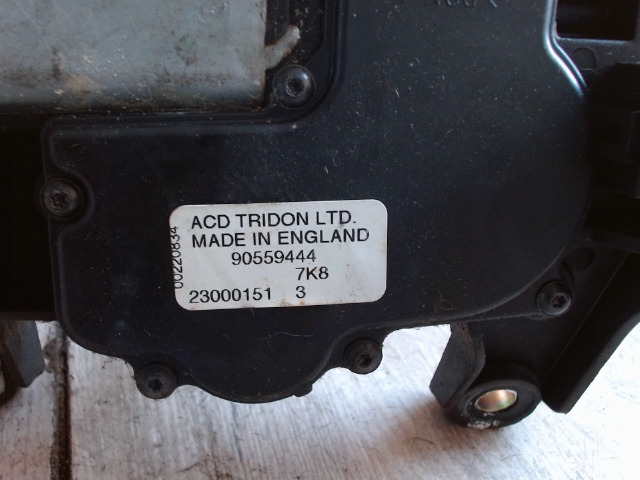 ACD TRIDON LTD.
MADE IN ENGLAND
90559444
7K8
23000151 3
00220834